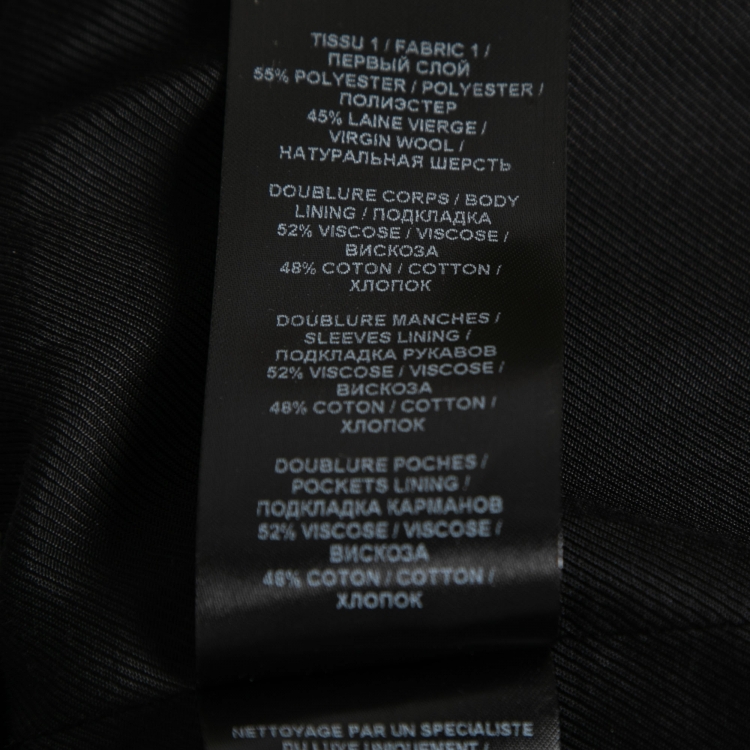 TISSU 1 / FABRIC 1 /
ПЕРВЫЙ СЛОЙ
55% POLYESTER / POLYESTER /
ПОЛИЭСТЕР
45% LAINE VIERGE /
VIRGIN WOOL /
НАТУРАЛЬНАЯ ШЕРСТЬ
DOUBLURE CORPS / BODY
LINING / ПОДКЛАДКА
52% VISCOSE / VISCOSE /
ВИСКОЗА
48% COTON / COTTON /
ХЛОПОК
DOUBLURE MANCHES /
SLEEVES LINING /
ПОДКЛАДКА РУКАВОВ
52% VISCOSE / VISCOSE /
ВИСКОЗА
48% COTON / COTTON /
ХЛОПОК
DOUBLURE POCHES /
POCKETS LINING /
ПОДКЛАДКА КАРМАНОВ
52% VISCOSE / VISCOSE /
ВИСКОЗА
48% COTON / COTTON /
ХЛОПОК
NETTOYAGE PAR UN SPECIALISTE
DU LUXE UNIQUEMENT /